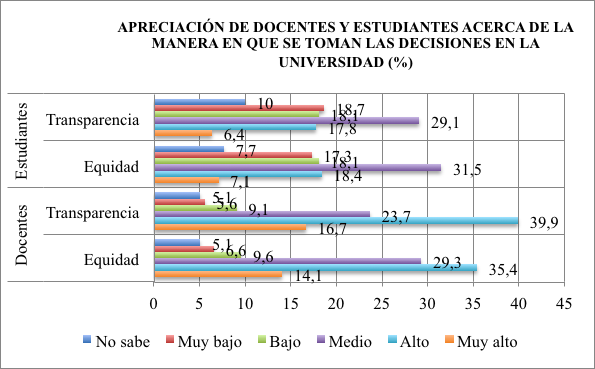 APRECIACIÓN DE DOCENTES Y ESTUDIANTES ACERCA DE LA
MANERA EN QUE SE TOMAN LAS DECISIONES EN LA
UNIVERSIDAD (%)
Estudiantes
Transparencia
10
18,7
18,1
29,1
17,8
6,4
Equidad
7,7
17,3
18,1
31,5
18,4
7,1
Docentes
Transparencia
5,1
5,6
9,1
23,7
39,9
16,7
Equidad
5,1
6,6
9,6
29,3
35,4
14,1
0 5 10 15 20 25 30 35 40 45
No sabe Muy bajo Bajo Medio Alto Muy alto